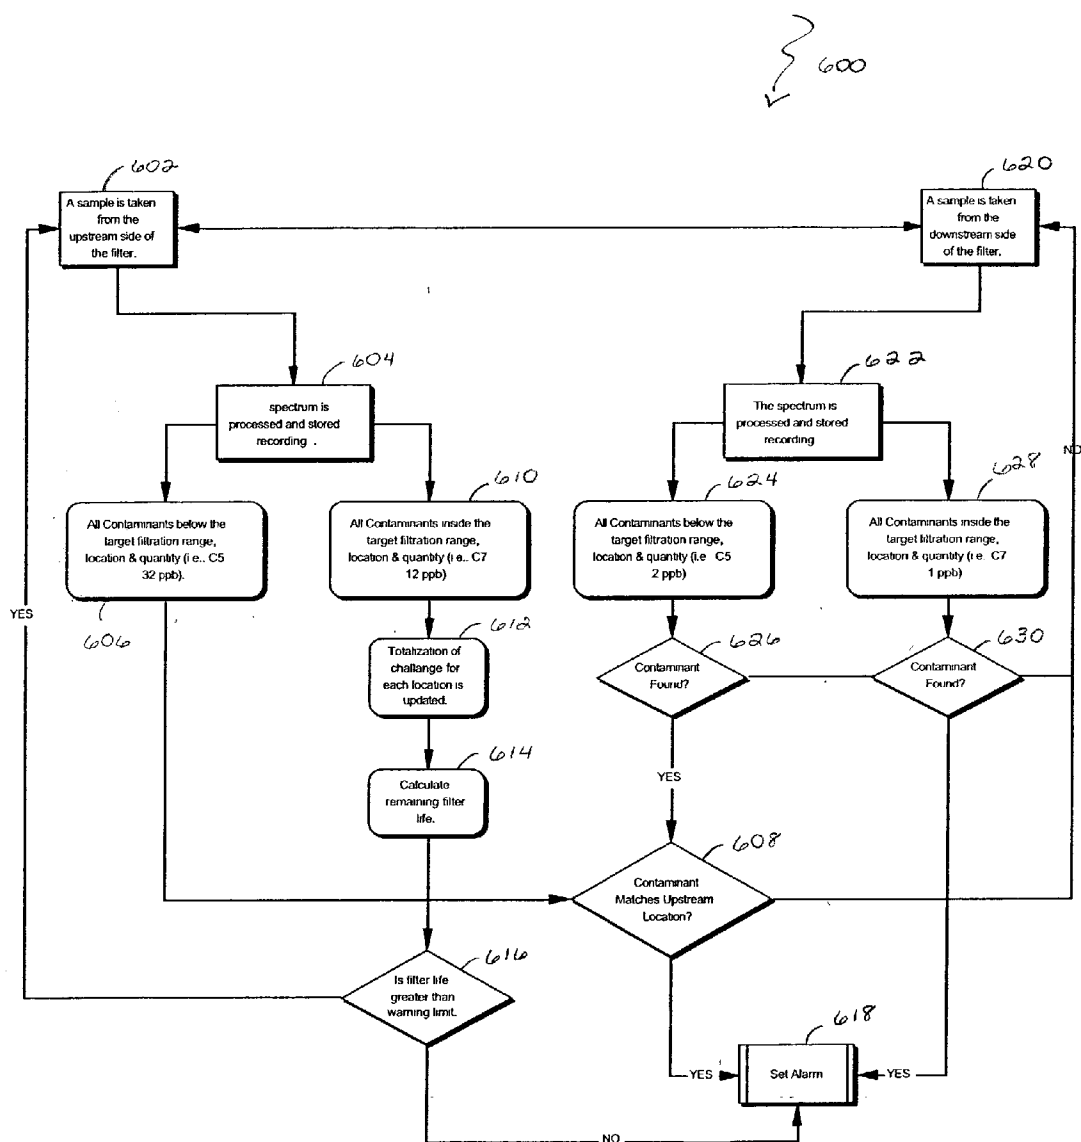 600
602
A sample is taken
from the
upstream side of
the filter.
620
A sample is taken
from the
downstream side
of the filter.
604
spectrum is
processed and stored
recording .
622
The spectrum is
processed and stored
recording
NO
606
All Contaminants below the
target filtration range,
location & quantity (i e.. C5
32 ppb).
610
All Contaminants inside the
target filtration range,
location & quantity (i e.. C7
12 ppb)
624
All Contaminants below the
target filtration range,
location & quantity (i.e C5
2 ppb)
628
All Contaminants inside the
target filtration range,
location & quantity (i.e. C7
1 ppb)
YES
612
Totalization of
challange for
each location is
updated.
626
Contaminant
Found?
630
Contaminant
Found?
614
Calculate
remaining filter
life.
YES
608
Contaminant
Matches Upstream
Location?
616
Is filter life
greater than
warning limit.
618
YES
Set Alarm
YES
NO